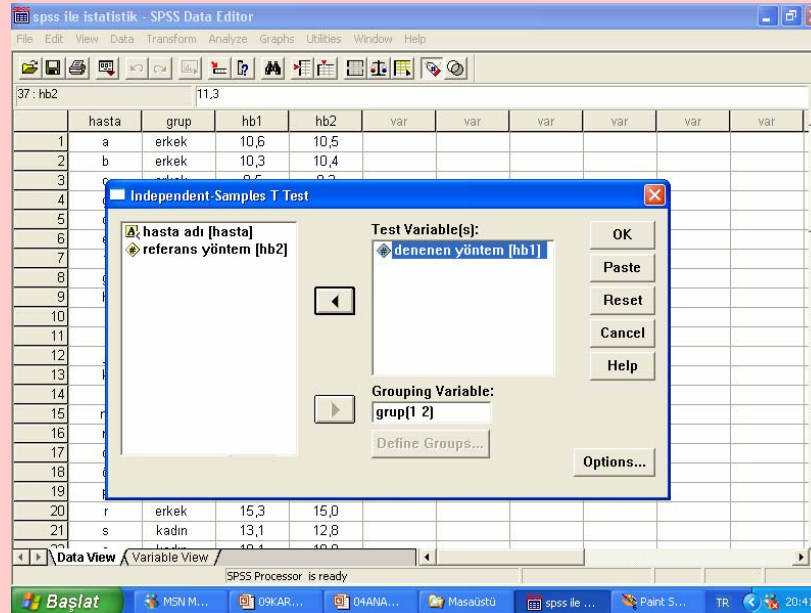 spss ile istatistik - SPSS Data Editor
File Edit View Data Transform Analyze Graphs Utilities Window Help
37 : hb2 11,3
hasta grup hb1 hb2 var var var var var var
1 a erkek 10,6 10,5
2 b erkek 10,3 10,4
3
4
5
6
7
8
9
10
11
12
13
14
15
16
17
18
19
20 r erkek 15,3 15,0
21 s kadın 13,1 12,8
Independent-Samples T Test
hasta adı [hasta]
referans yöntem [hb2]
Test Variable(s):
denenen yöntem [hb1]
Grouping Variable:
grup(1 2)
Define Groups...
OK
Paste
Reset
Cancel
Help
Options...
Data View Variable View
SPSS Processor is ready
Başlat MSN M... 09KAR... 04ANA... Masaüstü spss ile ... Paint S... TR